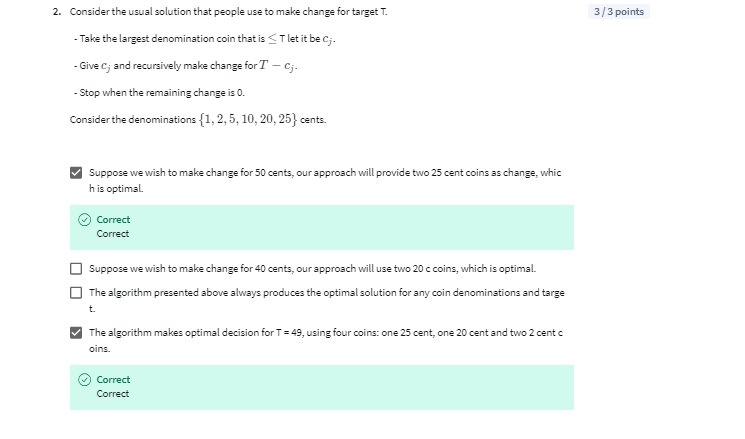 2. Consider the usual solution that people use to make change for target T.
3 / 3 points
- Take the largest denomination coin that is ≤ T let it be c_j.
- Give c_j and recursively make change for T − c_j.
- Stop when the remaining change is 0.
Consider the denominations {1, 2, 5, 10, 20, 25} cents.
Suppose we wish to make change for 50 cents, our approach will provide two 25 cent coins as change, whic
h is optimal.
Correct
Correct
Suppose we wish to make change for 40 cents, our approach will use two 20 c coins, which is optimal.
The algorithm presented above always produces the optimal solution for any coin denominations and targe
t.
The algorithm makes optimal decision for T = 49, using four coins: one 25 cent, one 20 cent and two 2 cent c
oins.
Correct
Correct